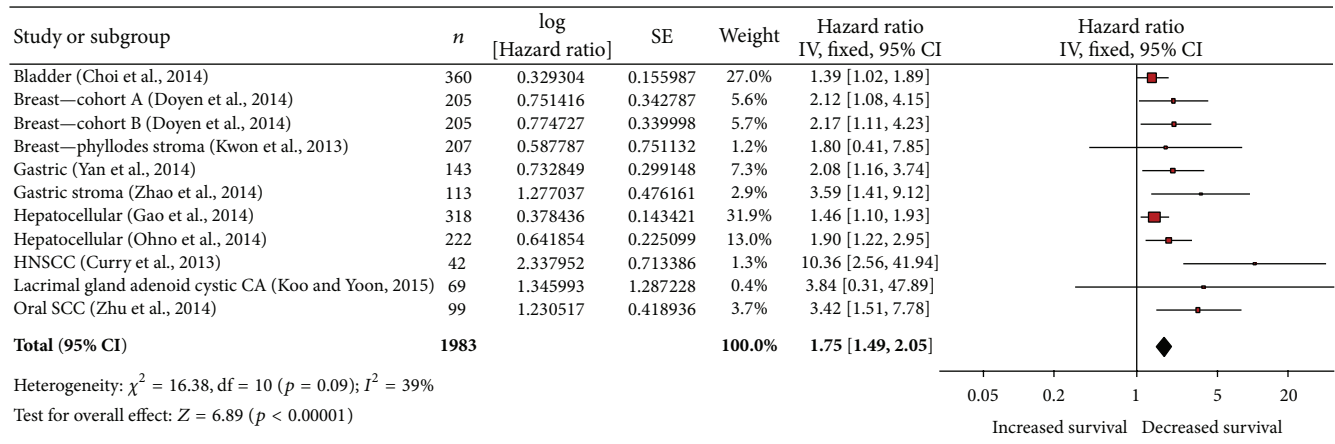 Study or subgroup n log [Hazard ratio] SE Weight Hazard ratio IV, fixed, 95% CI Hazard ratio IV, fixed, 95% CI
Bladder (Choi et al., 2014) 360 0.329304 0.155987 27.0% 1.39 [1.02, 1.89]
Breast—cohort A (Doyen et al., 2014) 205 0.751416 0.342787 5.6% 2.12 [1.08, 4.15]
Breast—cohort B (Doyen et al., 2014) 205 0.774727 0.339998 5.7% 2.17 [1.11, 4.23]
Breast—phyllodes stroma (Kwon et al., 2013) 207 0.587787 0.751132 1.2% 1.80 [0.41, 7.85]
Gastric (Yan et al., 2014) 143 0.732849 0.299148 7.3% 2.08 [1.16, 3.74]
Gastric stroma (Zhao et al., 2014) 113 1.277037 0.476161 2.9% 3.59 [1.41, 9.12]
Hepatocellular (Gao et al., 2014) 318 0.378436 0.143421 31.9% 1.46 [1.10, 1.93]
Hepatocellular (Ohno et al., 2014) 222 0.641854 0.225099 13.0% 1.90 [1.22, 2.95]
HNSCC (Curry et al., 2013) 42 2.337952 0.713386 1.3% 10.36 [2.56, 41.94]
Lacrimal gland adenoid cystic CA (Koo and Yoon, 2015) 69 1.345993 1.287228 0.4% 3.84 [0.31, 47.89]
Oral SCC (Zhu et al., 2014) 99 1.230517 0.418936 3.7% 3.42 [1.51, 7.78]
Total (95% CI) 1983 100.0% 1.75 [1.49, 2.05]
Heterogeneity: χ² = 16.38, df = 10 (p = 0.09); I² = 39%
Test for overall effect: Z = 6.89 (p < 0.00001)
0.05 0.2 1 5 20
Increased survival Decreased survival